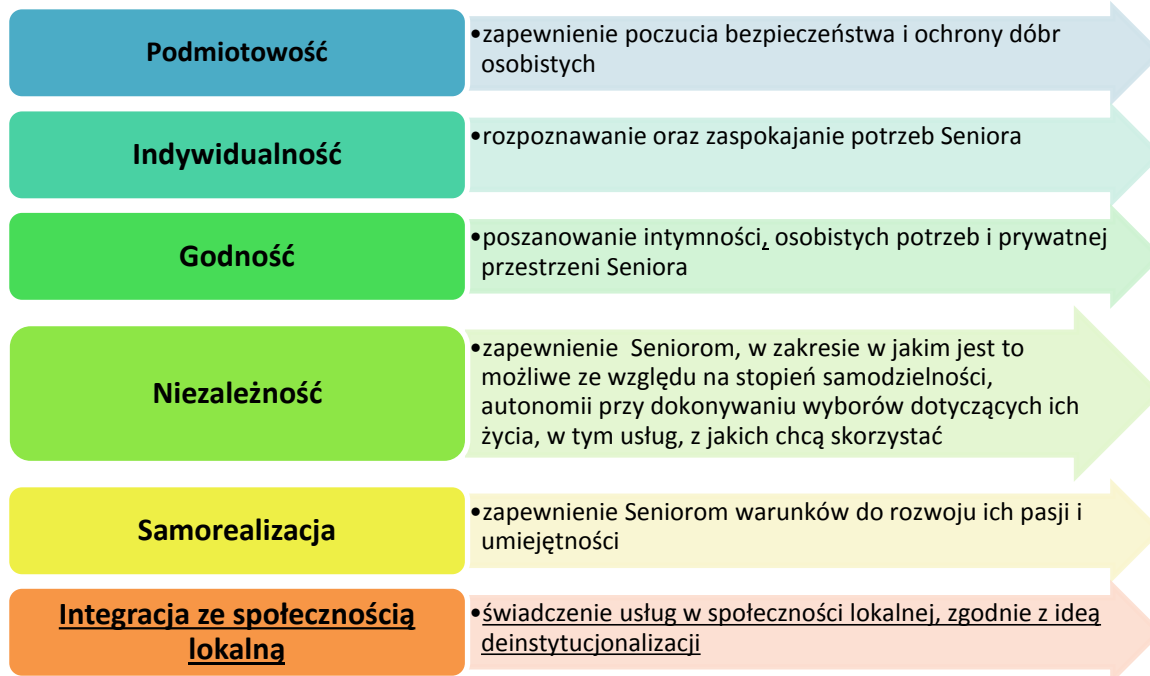 Podmiotowość
•zapewnienie poczucia bezpieczeństwa i ochrony dóbr
osobistych
Indywidualność
•rozpoznawanie oraz zaspokajanie potrzeb Seniora
Godność
•poszanowanie intymności, osobistych potrzeb i prywatnej
przestrzeni Seniora
Niezależność
•zapewnienie  Seniorom, w zakresie w jakim jest to
możliwe ze względu na stopień samodzielności,
autonomii przy dokonywaniu wyborów dotyczących ich
życia, w tym usług, z jakich chcą skorzystać
Samorealizacja
•zapewnienie Seniorom warunków do rozwoju ich pasji i
umiejętności
Integracja ze społecznością
lokalną
•świadczenie usług w społeczności lokalnej, zgodnie z ideą
deinstytucjonalizacji